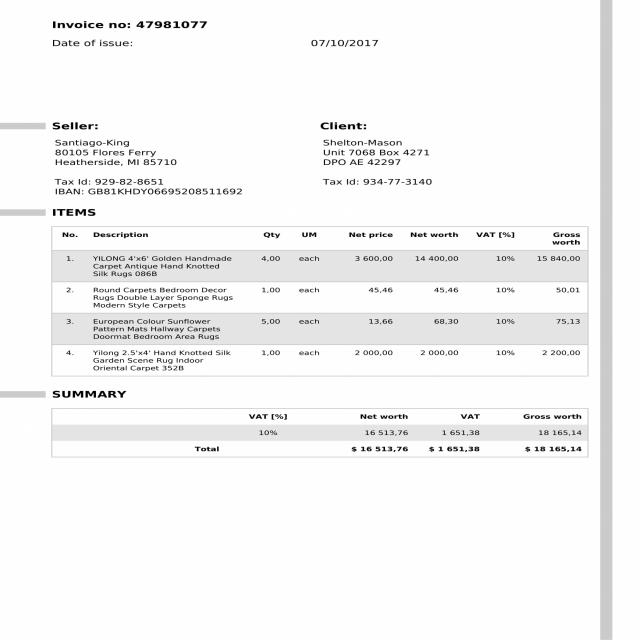 Invoice no: 47981077
Date of issue: 07/10/2017
Seller: Client:
Santiago-King Shelton-Mason
80105 Flores Ferry Unit 7068 Box 4271
Heatherside, MI 85710 DPO AE 42297
Tax Id: 929-82-8651 Tax Id: 934-77-3140
IBAN: GB81KHDY06695208511692
ITEMS
No. Description Qty UM Net price Net worth VAT [%] Gross
worth
1. YILONG 4'x6' Golden Handmade 4,00 each 3 600,00 14 400,00 10% 15 840,00
Carpet Antique Hand Knotted
Silk Rugs 086B
2. Round Carpets Bedroom Decor 1,00 each 45,46 45,46 10% 50,01
Rugs Double Layer Sponge Rugs
Modern Style Carpets
3. European Colour Sunflower 5,00 each 13,66 68,30 10% 75,13
Pattern Mats Hallway Carpets
Doormat Bedroom Area Rugs
4. Yilong 2.5'x4' Hand Knotted Silk 1,00 each 2 000,00 2 000,00 10% 2 200,00
Garden Scene Rug Indoor
Oriental Carpet 352B
SUMMARY
VAT [%] Net worth VAT Gross worth
10% 16 513,76 1 651,38 18 165,14
Total $ 16 513,76 $ 1 651,38 $ 18 165,14